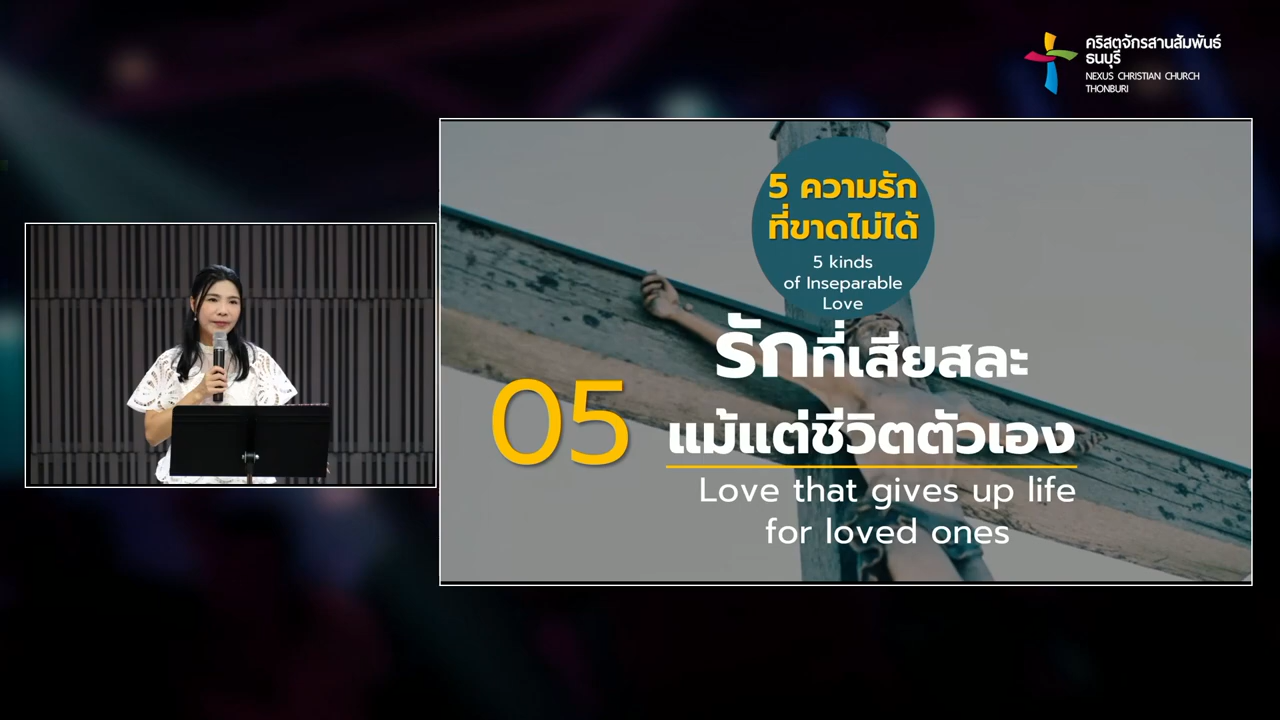 คริสตจักรสานสัมพันธ์
ธนบุรี
NEXUS CHRISTIAN CHURCH
THONBURI
5 ความรัก
ที่ขาดไม่ได้
5 kinds
of Inseparable
Love
05
รักที่เสียสละ
แม้แต่ชีวิตตัวเอง
Love that gives up life
for loved ones